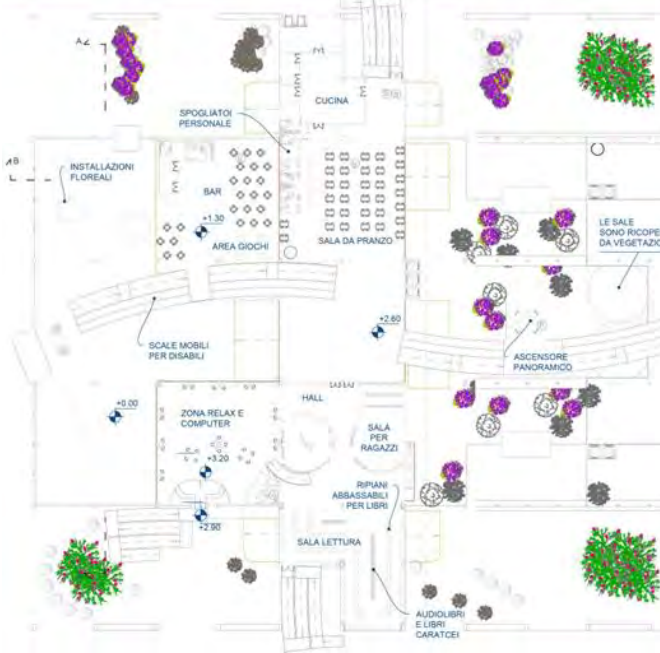 A
CUCINA
SPOGLIATOI
PERSONALE
B
INSTALLAZIONI
FLOREALI
BAR
+1.30
AREA GIOCHI
SALA DA PRANZO
LE SALE
SONO RICOPE
DA VEGETAZIO
+2.60
SCALE MOBILI
PER DISABILI
ASCENSORE
PANORAMICO
HALL
+0.00
ZONA RELAX E
COMPUTER
SALA
PER
RAGAZZI
+3.20
RIPIANI
ABBASSABILI
PER LIBRI
+2.90
SALA LETTURA
AUDIOLIBRI
E LIBRI
CARATCEI